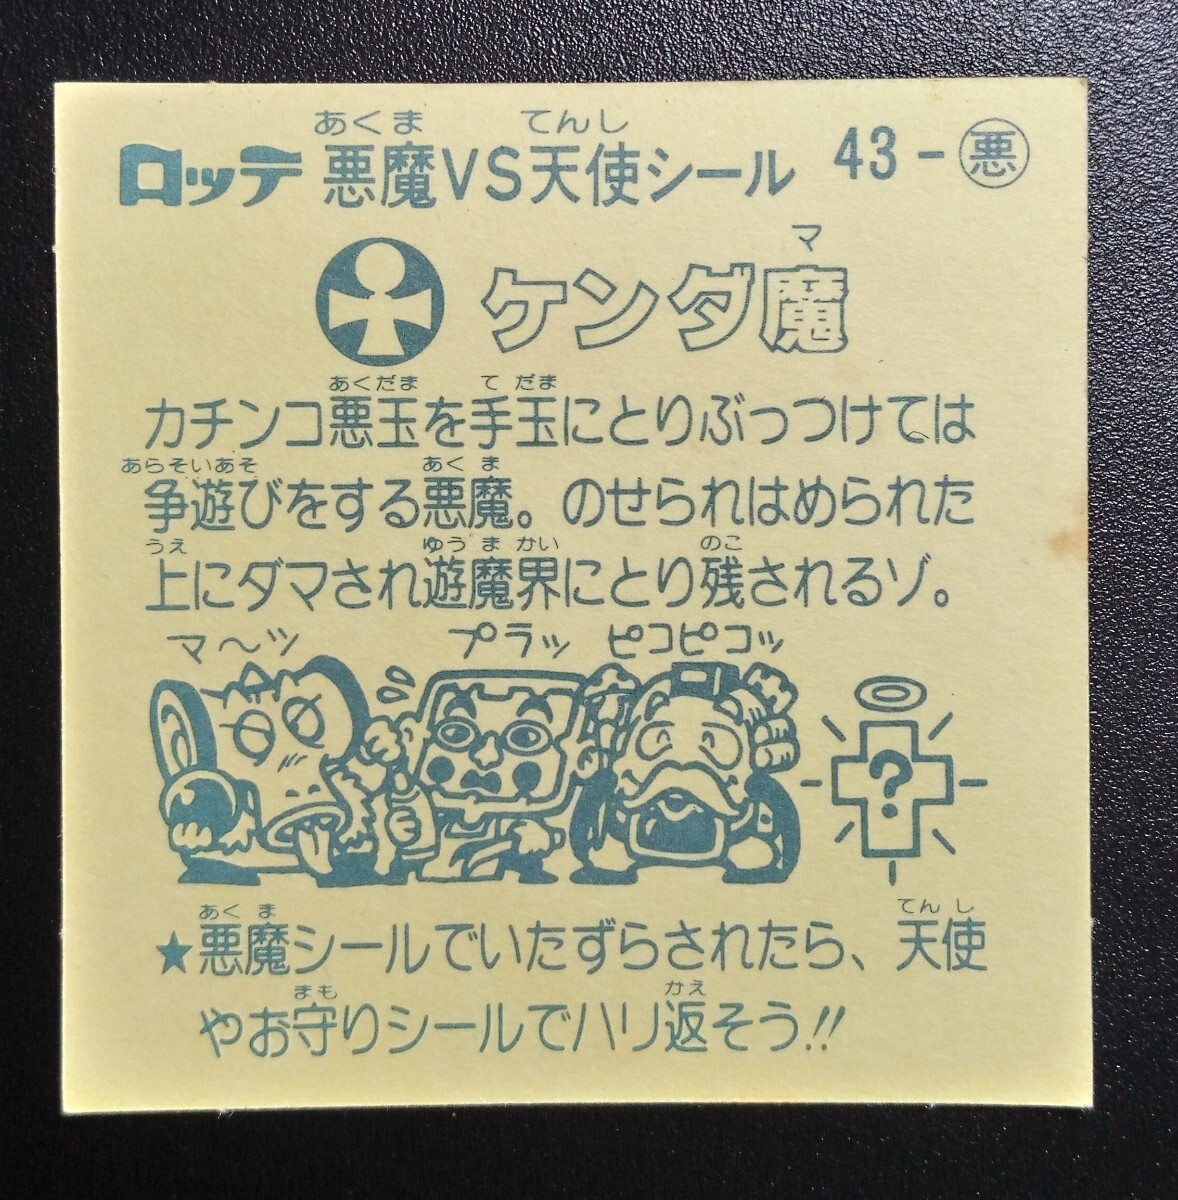 ロッテ 悪魔VS天使シール 43-悪
あくま てんし
マ
ケンダ魔
あくだま て だま
カチンコ悪玉を手玉にとりぶっつけては
あらそいあそ あく ま
争遊びをする悪魔。のせられはめられた
うえ ゆう ま かい のこ
上にダマされ遊魔界にとり残されるゾ。
マ〜ツ プラッ ピコピコッ
?
あく ま てん し
★悪魔シールでいたずらされたら、天使
まも かえ
やお守りシールでハリ返そう!!